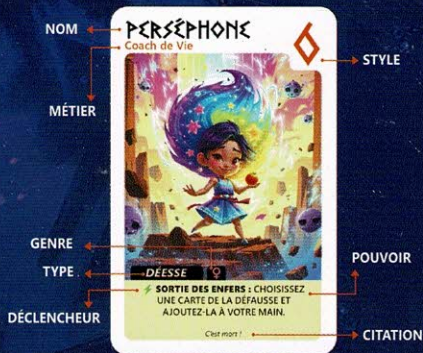 NOM
PERSÉPHONE
Coach de Vie
6
STYLE
MÉTIER
GENRE
TYPE
DÉESSE ♀
POUVOIR
SORTIE DES ENFERS : CHOISISSEZ
UNE CARTE DE LA DÉFAUSSE ET
AJOUTEZ-LA À VOTRE MAIN.
DÉCLENCHEUR
C'est mort !
CITATION